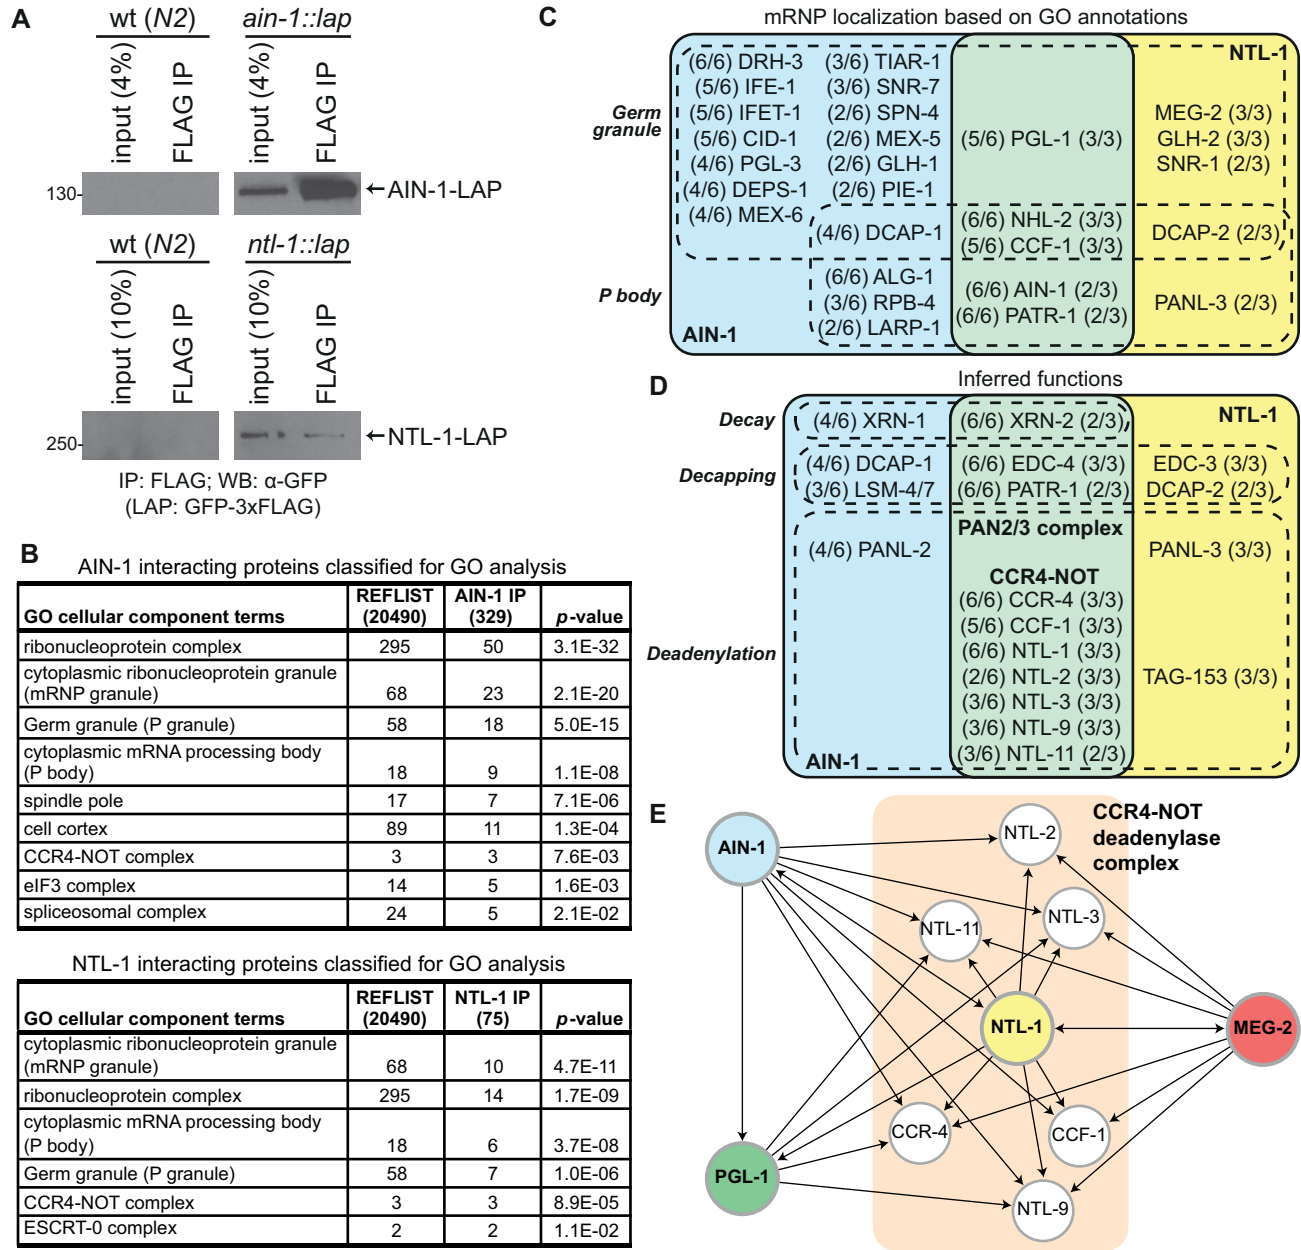 A
wt (N2)
ain-1::lap
input (4%)
FLAG IP
input (4%)
FLAG IP
130-
←AIN-1-LAP
wt (N2)
ntl-1::lap
input (10%)
FLAG IP
input (10%)
FLAG IP
250-
←NTL-1-LAP
IP: FLAG; WB: α-GFP
(LAP: GFP-3xFLAG)
B
AIN-1 interacting proteins classified for GO analysis
GO cellular component terms REFLIST (20490) AIN-1 IP (329) p-value
ribonucleoprotein complex 295 50 3.1E-32
cytoplasmic ribonucleoprotein granule
(mRNP granule) 68 23 2.1E-20
Germ granule (P granule) 58 18 5.0E-15
cytoplasmic mRNA processing body
(P body) 18 9 1.1E-08
spindle pole 17 7 7.1E-06
cell cortex 89 11 1.3E-04
CCR4-NOT complex 3 3 7.6E-03
eIF3 complex 14 5 1.6E-03
spliceosomal complex 24 5 2.1E-02
NTL-1 interacting proteins classified for GO analysis
GO cellular component terms REFLIST (20490) NTL-1 IP (75) p-value
cytoplasmic ribonucleoprotein granule
(mRNP granule) 68 10 4.7E-11
ribonucleoprotein complex 295 14 1.7E-09
cytoplasmic mRNA processing body
(P body) 18 6 3.7E-08
Germ granule (P granule) 58 7 1.0E-06
CCR4-NOT complex 3 3 8.9E-05
ESCRT-0 complex 2 2 1.1E-02
C
mRNP localization based on GO annotations
NTL-1
Germ
granule
(6/6) DRH-3
(5/6) IFE-1
(5/6) IFET-1
(5/6) CID-1
(4/6) PGL-3
(4/6) DEPS-1
(4/6) MEX-6
(3/6) TIAR-1
(3/6) SNR-7
(2/6) SPN-4
(2/6) MEX-5
(2/6) GLH-1
(2/6) PIE-1
(5/6) PGL-1 (3/3)
MEG-2 (3/3)
GLH-2 (3/3)
SNR-1 (2/3)
(4/6) DCAP-1
(6/6) NHL-2 (3/3)
(5/6) CCF-1 (3/3)
DCAP-2 (2/3)
P body
(6/6) ALG-1
(3/6) RPB-4
(2/6) LARP-1
(6/6) AIN-1 (2/3)
(6/6) PATR-1 (2/3)
PANL-3 (2/3)
AIN-1
D
Inferred functions
NTL-1
Decay
(4/6) XRN-1
(6/6) XRN-2 (2/3)
Decapping
(4/6) DCAP-1
(3/6) LSM-4/7
(6/6) EDC-4 (3/3)
(6/6) PATR-1 (2/3)
EDC-3 (3/3)
DCAP-2 (2/3)
PAN2/3 complex
(4/6) PANL-2
PANL-3 (3/3)
Deadenylation
CCR4-NOT
(6/6) CCR-4 (3/3)
(5/6) CCF-1 (3/3)
(6/6) NTL-1 (3/3)
(2/6) NTL-2 (3/3)
(3/6) NTL-3 (3/3)
(3/6) NTL-9 (3/3)
(3/6) NTL-11 (2/3)
TAG-153 (3/3)
AIN-1
E
CCR4-NOT
deadenylase
complex
AIN-1
NTL-2
NTL-3
NTL-11
NTL-1
MEG-2
CCR-4
CCF-1
PGL-1
NTL-9